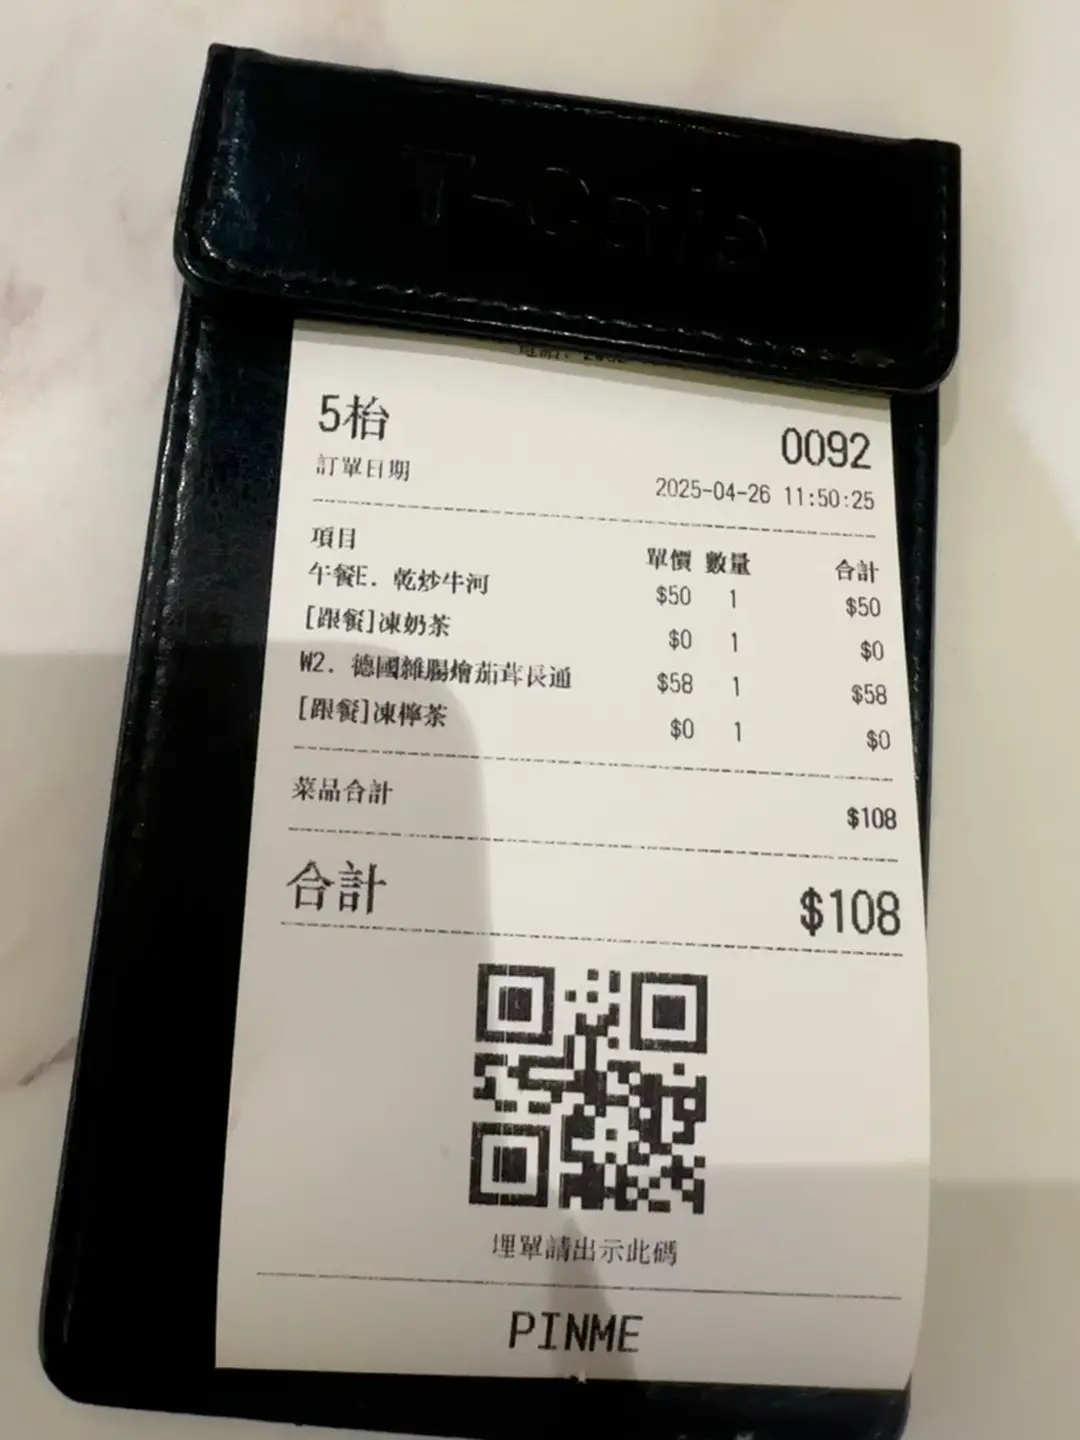 T-Cafe
5枱
0092
訂單日期
2025-04-26 11:50:25
項目 單價 數量 合計
午餐E. 乾炒牛河 $50 1 $50
[跟餐]凍奶茶 $0 1 $0
W2. 德國雜腸燴茄茸長通 $58 1 $58
[跟餐]凍檸茶 $0 1 $0
菜品合計 $108
合計 $108
埋單請出示此碼
PINME